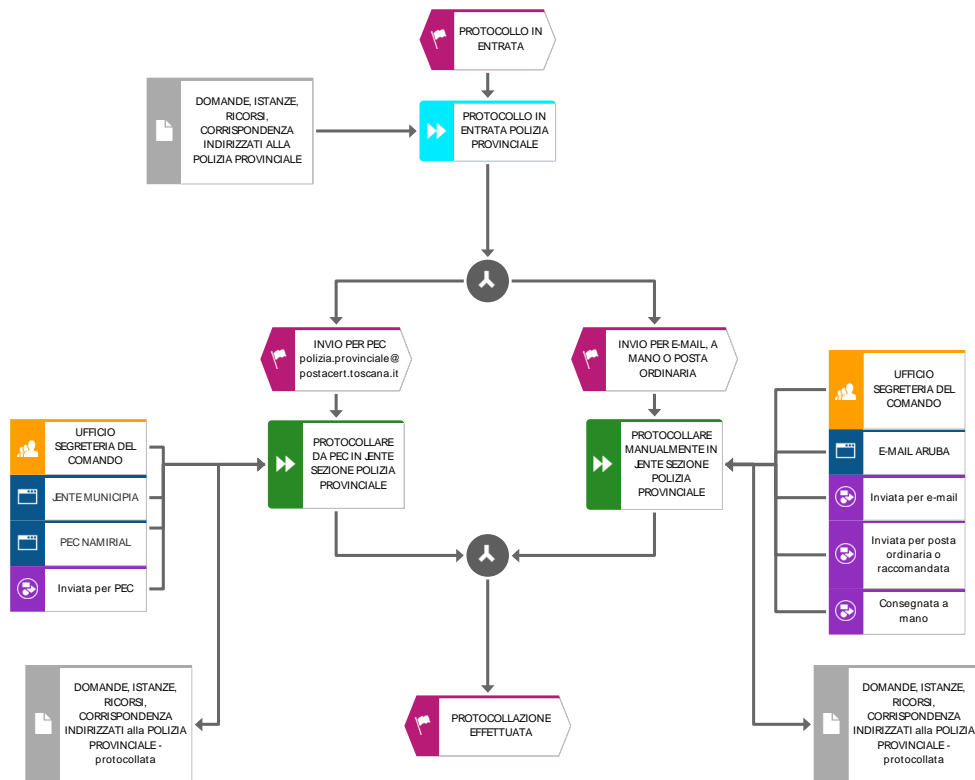 PROTOCOLLO IN
ENTRATA
DOMANDE, ISTANZE,
RICORSI,
CORRISPONDENZA
INDIRIZZATI ALLA
POLIZIA PROVINCIALE
PROTOCOLLO IN
ENTRATA POLIZIA
PROVINCIALE
INVIO PER PEC
polizia.provinciale@
postacert.toscana.it
INVIO PER E-MAIL, A
MANO O POSTA
ORDINARIA
UFFICIO
SEGRETERIA DEL
COMANDO
JENTE MUNICIPIA
PEC NAMIRIAL
Inviata per PEC
PROTOCOLLARE
DA PEC IN JENTE
SEZIONE POLIZIA
PROVINCIALE
PROTOCOLLARE
MANUALMENTE IN
JENTE SEZIONE
POLIZIA
PROVINCIALE
UFFICIO
SEGRETERIA DEL
COMANDO
E-MAIL ARUBA
Inviata per e-mail
Inviata per posta
ordinaria o
raccomandata
Consegnata a
mano
DOMANDE, ISTANZE,
RICORSI,
CORRISPONDENZA
INDIRIZZATI alla POLIZIA
PROVINCIALE -
protocollata
PROTOCOLLAZIONE
EFFETTUATA
DOMANDE, ISTANZE,
RICORSI,
CORRISPONDENZA
INDIRIZZATI alla POLIZIA
PROVINCIALE -
protocollata